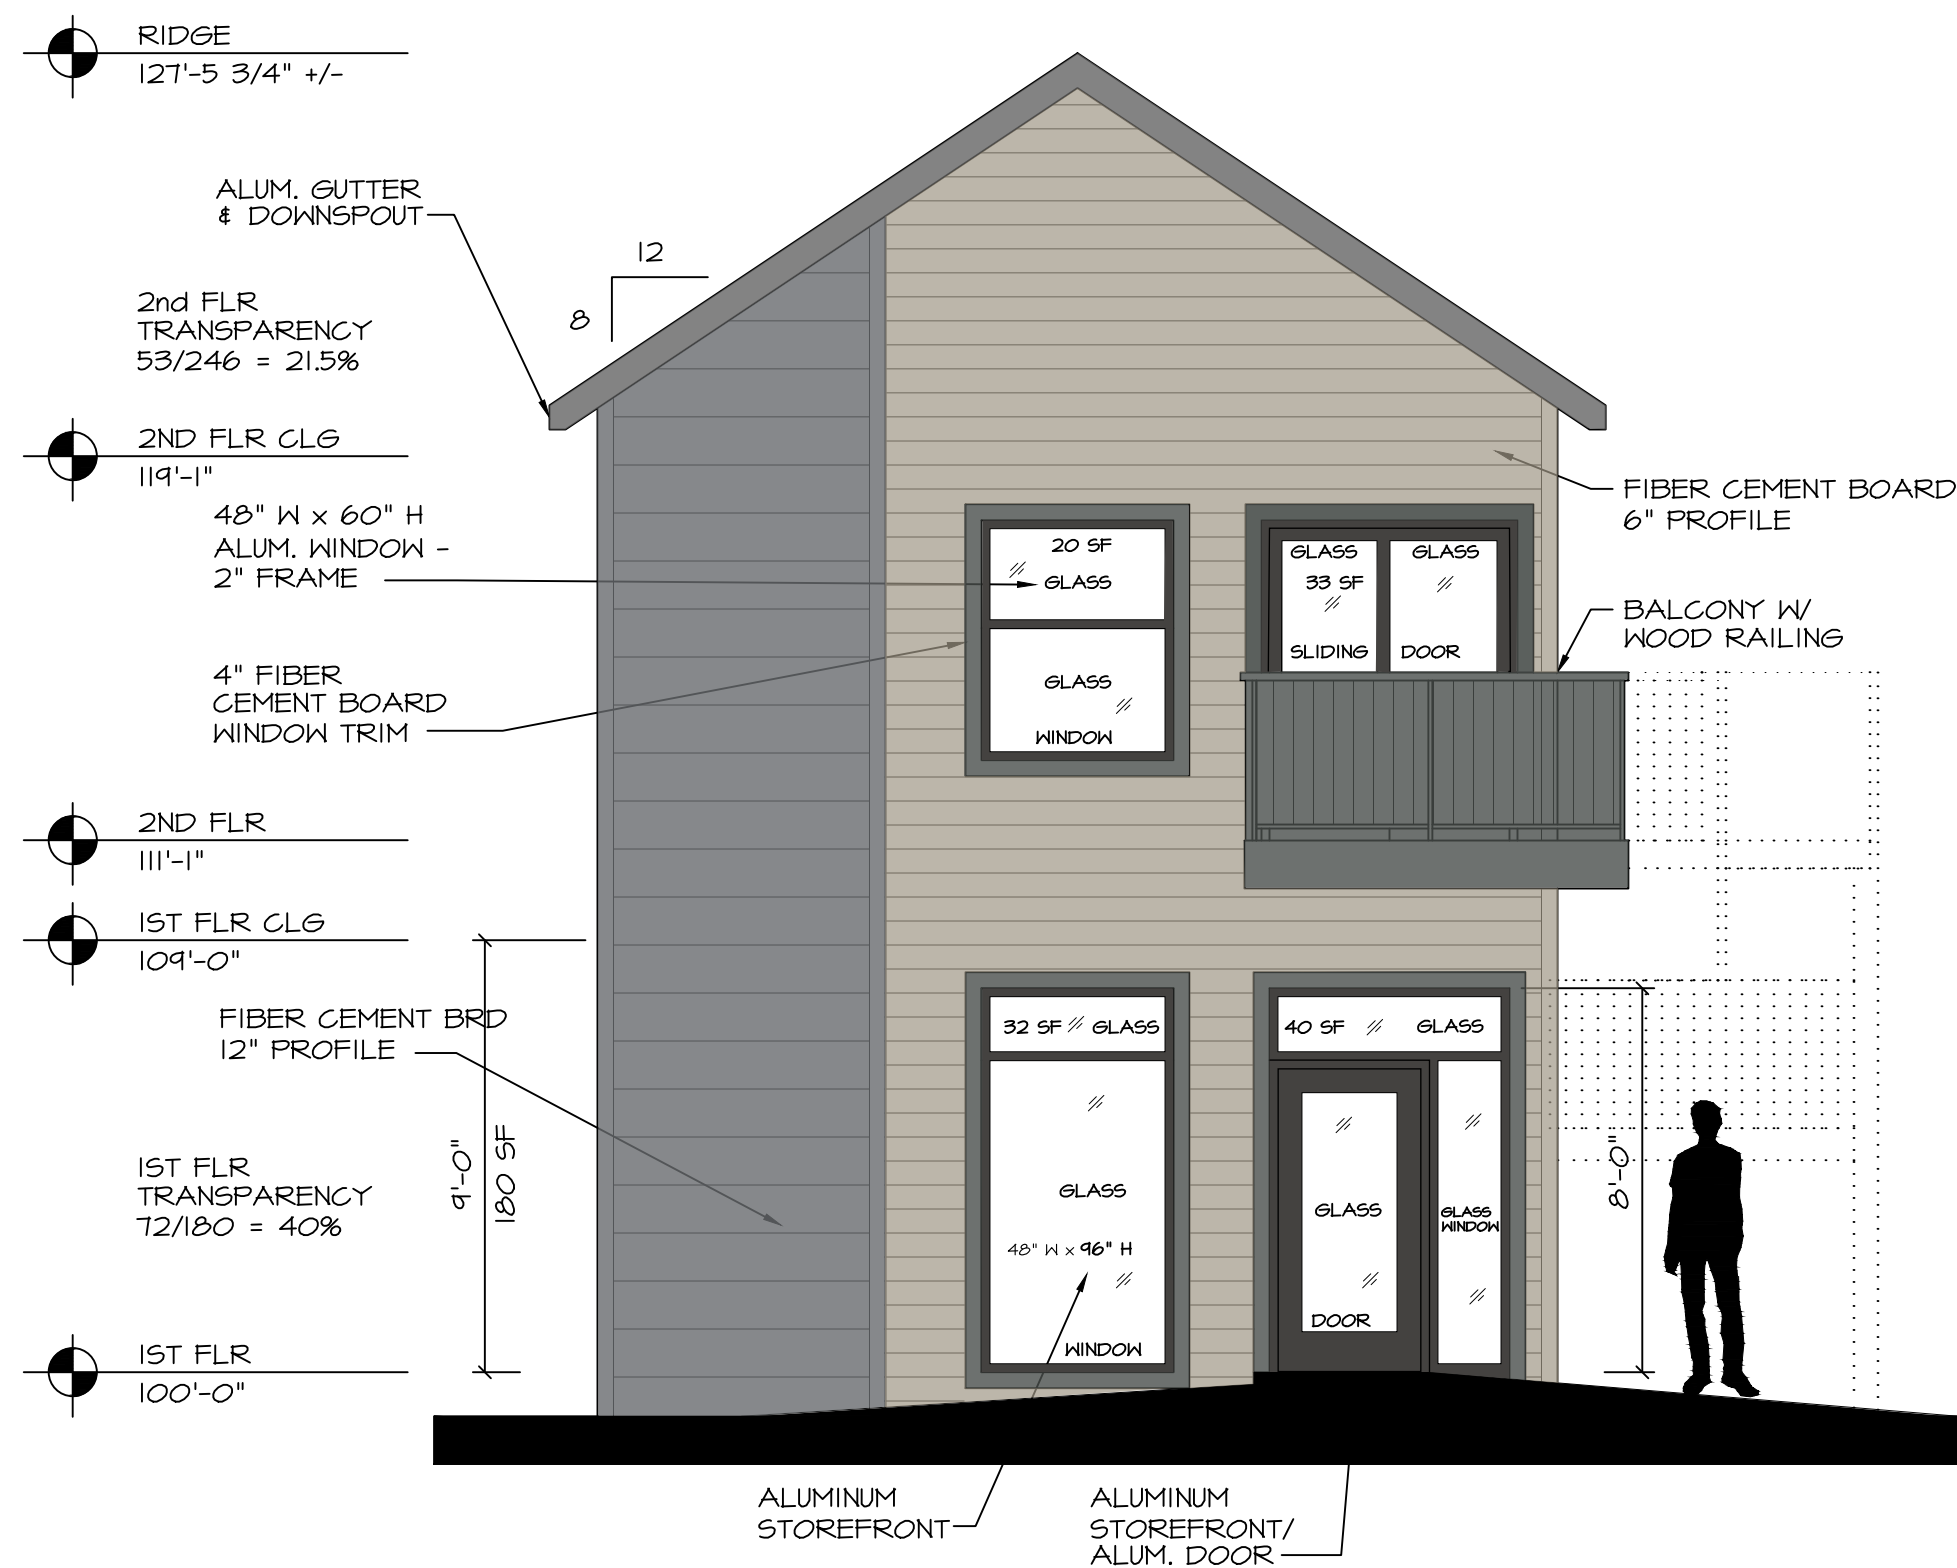 RIDGE
127'-5 3/4" +/-
ALUM. GUTTER
& DOWNSPOUT
12
8
2nd FLR
TRANSPARENCY
53/246 = 21.5%
2ND FLR CLG
119'-1"
48" W x 60" H
ALUM. WINDOW -
2" FRAME
4" FIBER
CEMENT BOARD
WINDOW TRIM
20 SF
GLASS
GLASS
WINDOW
GLASS GLASS
33 SF
SLIDING DOOR
FIBER CEMENT BOARD
6" PROFILE
BALCONY W/
WOOD RAILING
2ND FLR
111'-1"
1ST FLR CLG
109'-0"
FIBER CEMENT BRD
12" PROFILE
9'-0"
180 SF
1ST FLR
TRANSPARENCY
72/180 = 40%
1ST FLR
100'-0"
32 SF GLASS
GLASS
48" W x 96" H
WINDOW
40 SF GLASS
GLASS
DOOR
GLASS
WINDOW
8'-0"
ALUMINUM
STOREFRONT
ALUMINUM
STOREFRONT/
ALUM. DOOR